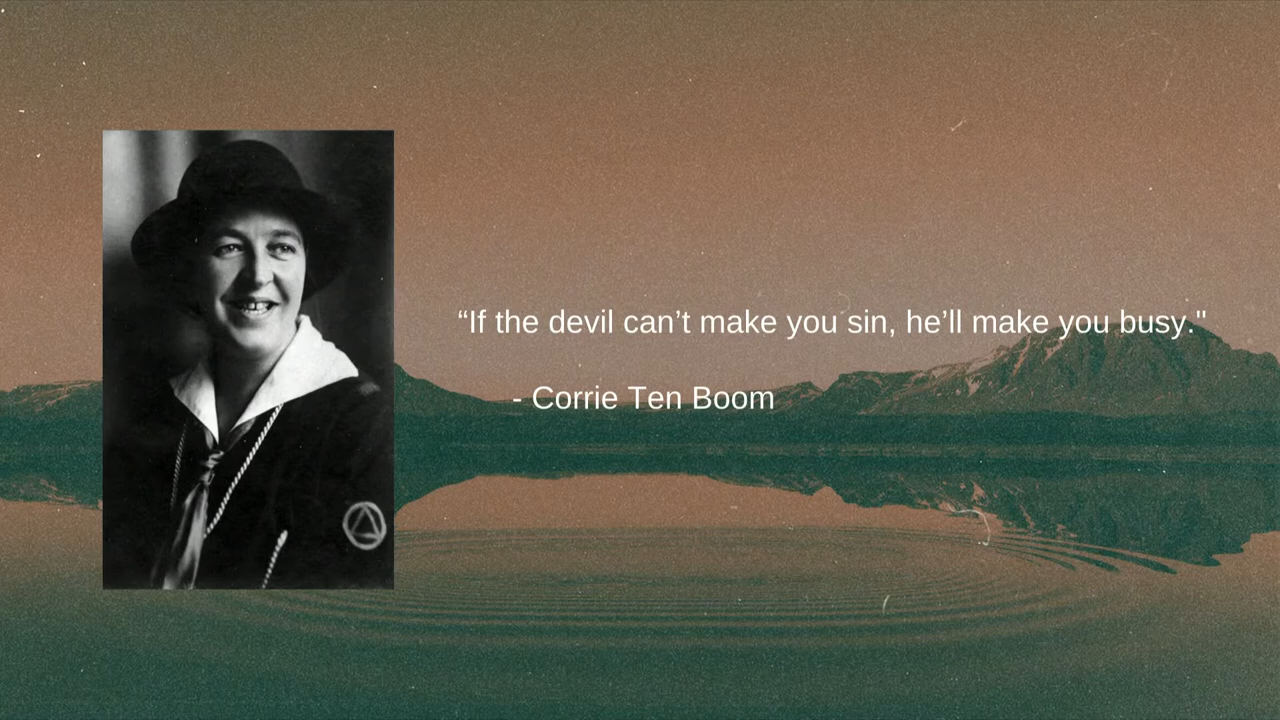 “If the devil can’t make you sin, he’ll make you busy."
- Corrie Ten Boom